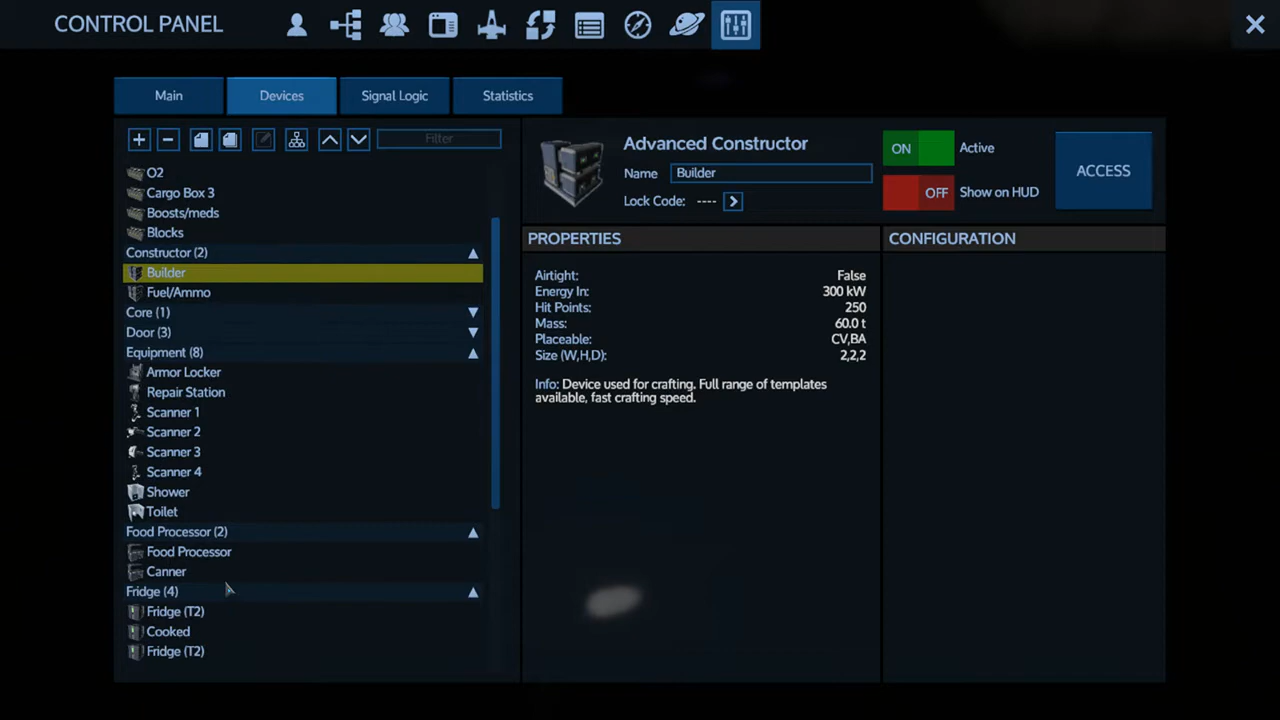 CONTROL PANEL
Main
Devices
Signal Logic
Statistics
Filter
O2
Cargo Box 3
Boosts/meds
Blocks
Constructor (2)
Builder
Fuel/Ammo
Core (1)
Door (3)
Equipment (8)
Armor Locker
Repair Station
Scanner 1
Scanner 2
Scanner 3
Scanner 4
Shower
Toilet
Food Processor (2)
Food Processor
Canner
Fridge (4)
Fridge (T2)
Cooked
Fridge (T2)
Advanced Constructor
Name Builder
Lock Code: ----
ON Active
OFF Show on HUD
ACCESS
PROPERTIES
Airtight: False
Energy In: 300 kW
Hit Points: 250
Mass: 60.0 t
Placeable: CV,BA
Size (W,H,D): 2,2,2
Info: Device used for crafting. Full range of templates
available, fast crafting speed.
CONFIGURATION